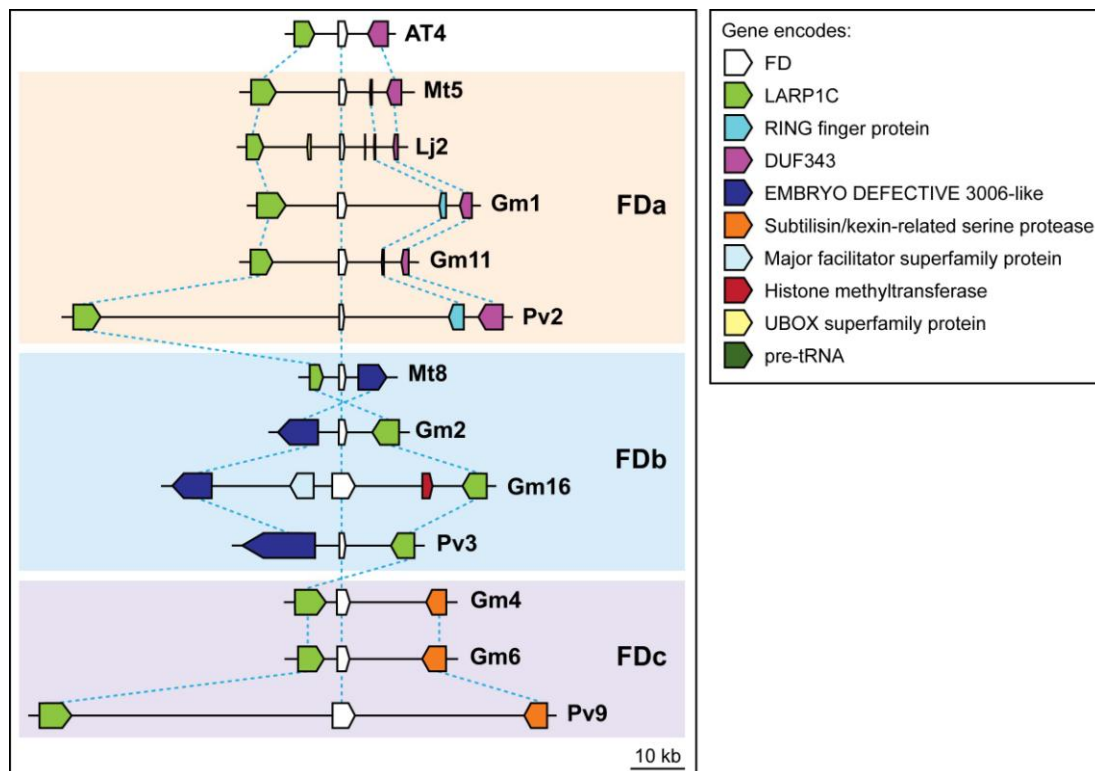 AT4
Mt5
Lj2
Gm1
FDa
Gm11
Pv2
Mt8
Gm2
FDb
Gm16
Pv3
Gm4
Gm6
FDc
Pv9
10 kb
Gene encodes:
FD
LARP1C
RING finger protein
DUF343
EMBRYO DEFECTIVE 3006-like
Subtilisin/kexin-related serine protease
Major facilitator superfamily protein
Histone methyltransferase
UBOX superfamily protein
pre-tRNA